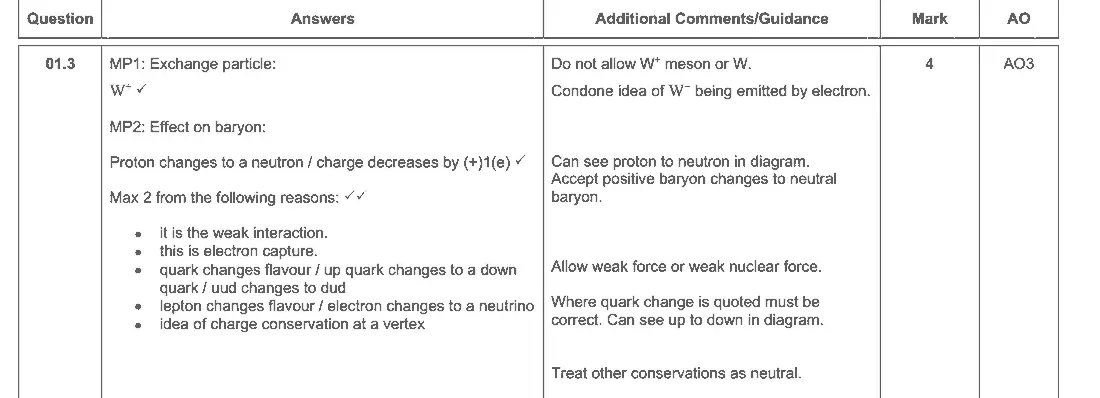 Question Answers Additional Comments/Guidance Mark AO
01.3 MP1: Exchange particle: Do not allow W⁺ meson or W. 4 AO3
W⁺ ✓ Condone idea of W⁻ being emitted by electron.
MP2: Effect on baryon:
Proton changes to a neutron / charge decreases by (+)1(e) ✓ Can see proton to neutron in diagram.
Accept positive baryon changes to neutral
Max 2 from the following reasons: ✓✓ baryon.
• it is the weak interaction.
• this is electron capture.
• quark changes flavour / up quark changes to a down Allow weak force or weak nuclear force.
quark / uud changes to dud
• lepton changes flavour / electron changes to a neutrino Where quark change is quoted must be
• idea of charge conservation at a vertex correct. Can see up to down in diagram.
Treat other conservations as neutral.